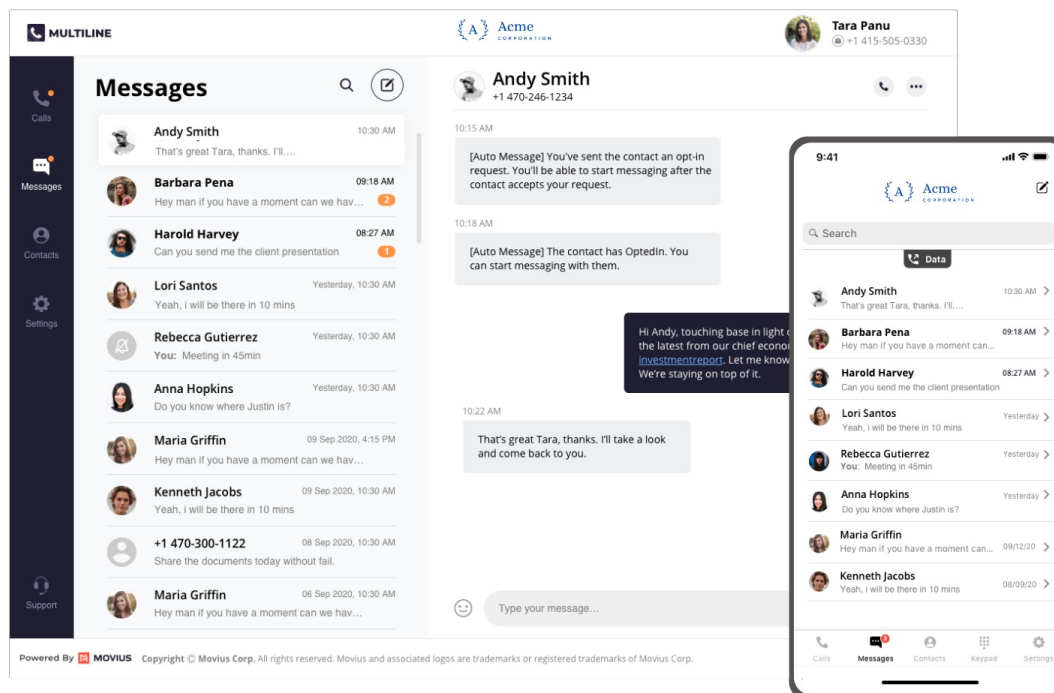 MULTILINE
A
Acme
CORPORATION
Tara Panu
+1 415-505-0330
Calls
Messages
Contacts
Settings
Support
Messages
Andy Smith
10:30 AM
That's great Tara, thanks. I'll....
Barbara Pena
09:18 AM
Hey man if you have a moment can we hav...
2
Harold Harvey
08:27 AM
Can you send me the client presentation
1
Lori Santos
Yesterday, 10:30 AM
Yeah, i will be there in 10 mins
Rebecca Gutierrez
Yesterday, 10:30 AM
You: Meeting in 45min
Anna Hopkins
Yesterday, 10:30 AM
Do you know where Justin is?
Maria Griffin
09 Sep 2020, 4:15 PM
Hey man if you have a moment can we hav...
Kenneth Jacobs
09 Sep 2020, 10:30 AM
Yeah, i will be there in 10 mins
+1 470-300-1122
08 Sep 2020, 10:30 AM
Share the documents today without fail.
Maria Griffin
06 Sep 2020, 10:30 AM
Hey man if you have a moment can we hav...
Andy Smith
+1 470-246-1234
10:15 AM
[Auto Message] You've sent the contact an opt-in
request. You'll be able to start messaging after the
contact accepts your request.
10:18 AM
[Auto Message] The contact has OptedIn. You
can start messaging with them.
Hi Andy, touching base in light
the latest from our chief
investmentreport. Let me know
We're staying on top of it.
10:22 AM
That's great Tara, thanks. I'll take a look
and come back to you.
Type your message...
Powered By MOVIUS Copyright © Movius Corp. All rights reserved. Movius and associated logos are trademarks or registered trademarks of Movius Corp.
9:41
A
Acme
CORPORATION
Search
Data
Andy Smith
10:30 AM
That's great Tara, thanks. I'll....
Barbara Pena
09:18 AM
Hey man if you have a moment can...
Harold Harvey
08:27 AM
Can you send me the client presentation
Lori Santos
Yesterday
Yeah, i will be there in 10 mins
Rebecca Gutierrez
Yesterday
You: Meeting in 45min
Anna Hopkins
Yesterday
Do you know where Justin is?
Maria Griffin
09/12/20
Hey man if you have a moment can...
Kenneth Jacobs
08/09/20
Yeah, i will be there in 10 mins
3
Calls
Messages
Contacts
Keypad
Settings